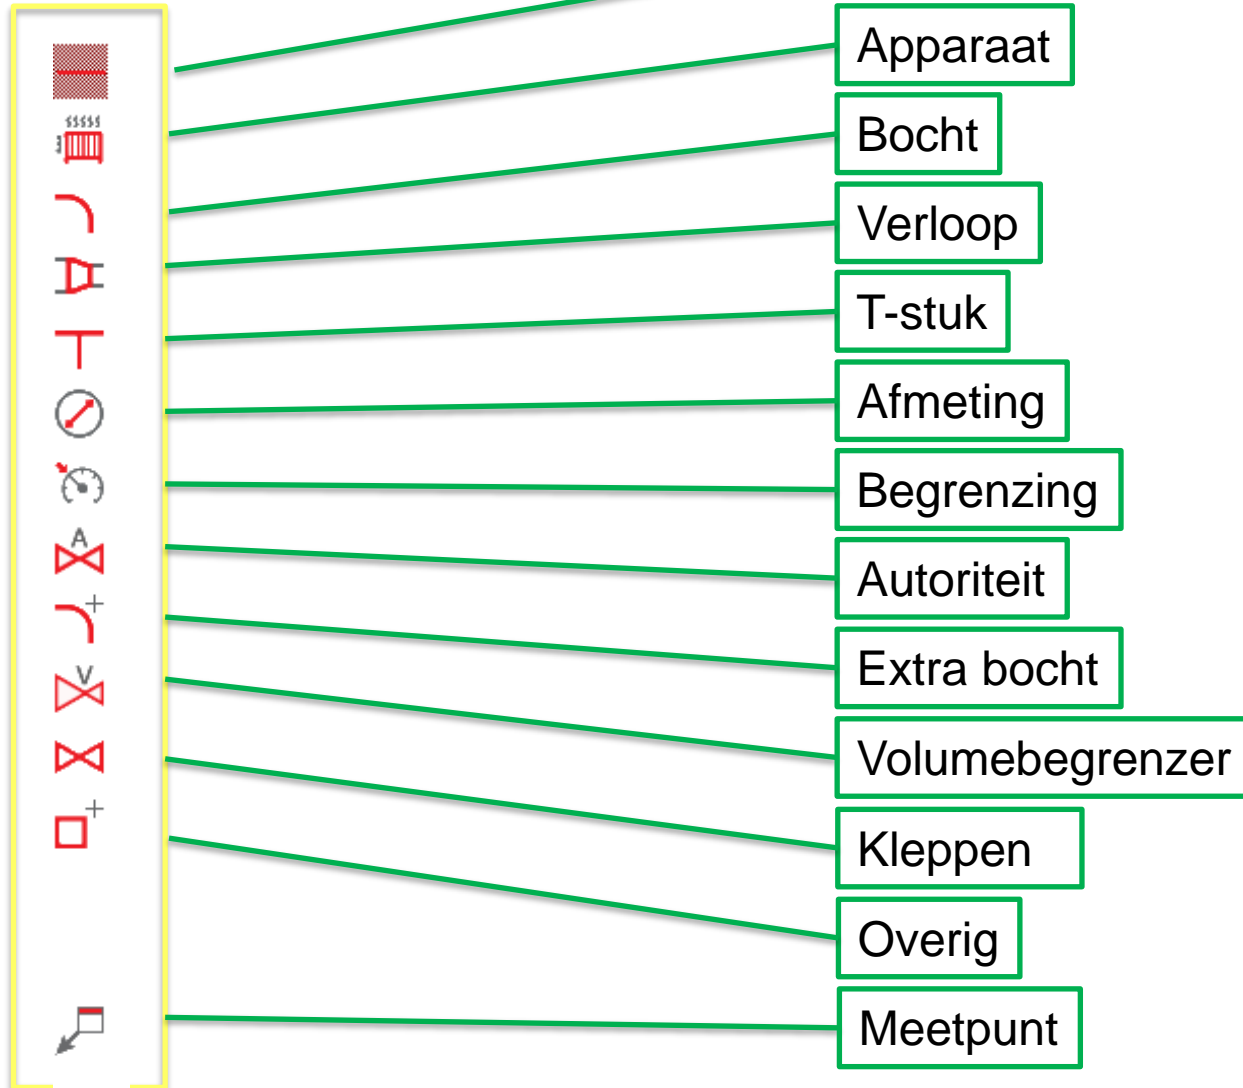 Apparaat
Bocht
Verloop
T-stuk
Afmeting
Begrenzing
A
Autoriteit
Extra bocht
V
Volumebegrenzer
Kleppen
Overig
Meetpunt